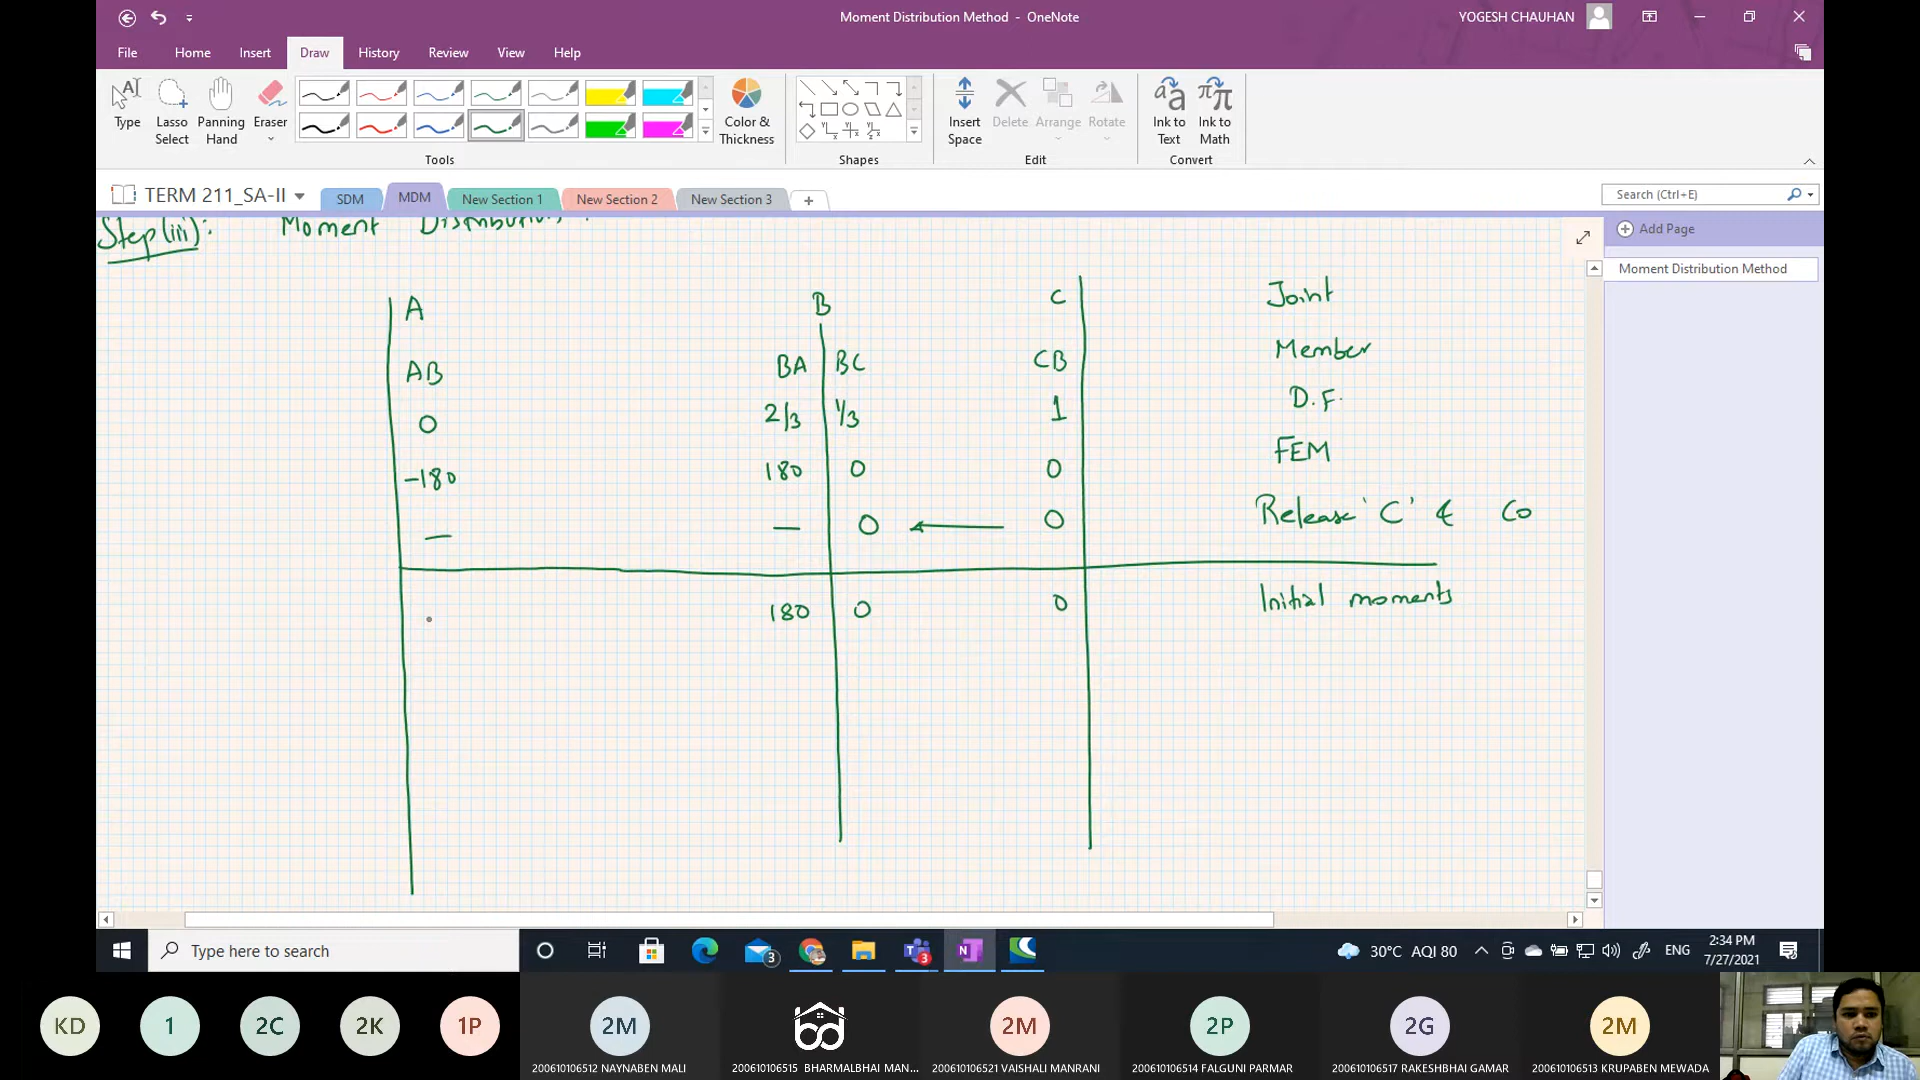 Moment Distribution Method - OneNote
YOGESH CHAUHAN
File Home Insert Draw History Review View Help
Type
Lasso Select
Panning Hand
Eraser
Color & Thickness
Insert Space
Delete
Arrange
Rotate
Ink to Text
Ink to Math
Tools
Shapes
Edit
Convert
TERM 211_SA-II
SDM MDM New Section 1 New Section 2 New Section 3
Search (Ctrl+E)
Add Page
Moment Distribution Method
Step(iii): Moment Distribution :
A B C Joint
AB BA BC CB Member
0 2/3 1/3 1 D.F.
-180 180 0 0 FEM
— — 0 0 Release 'C' & Co
180 0 0 Initial moments
Type here to search
3
3
30°C AQI 80
ENG
2:34 PM
7/27/2021
KD 1 2C 2K 1P 2M bd 2M 2P 2G 2M
200610106512 NAYNABEN MALI
200610106515 BHARMALBHAI MAN...
200610106521 VAISHALI MANRANI
200610106514 FALGUNI PARMAR
200610106517 RAKESHBHAI GAMAR
200610106513 KRUPABEN MEWADA